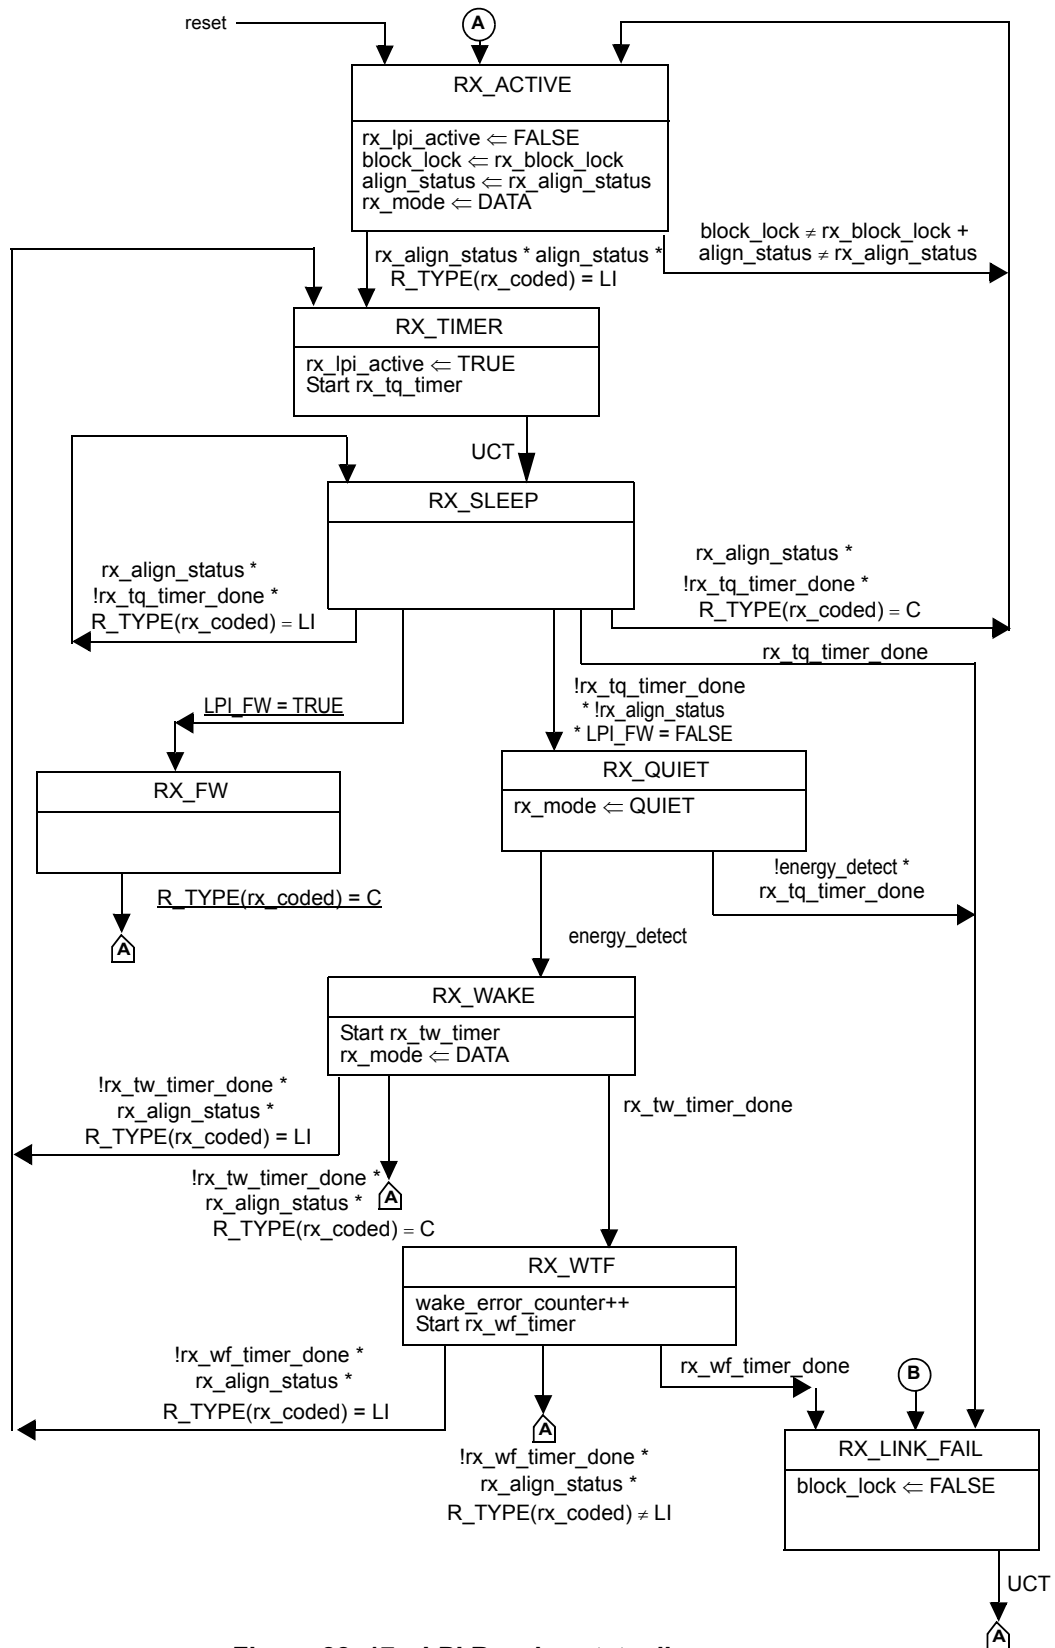 reset
A
RX_ACTIVE
rx_lpi_active ⇐ FALSE
block_lock ⇐ rx_block_lock
align_status ⇐ rx_align_status
rx_mode ⇐ DATA
block_lock ≠ rx_block_lock +
align_status ≠ rx_align_status
rx_align_status * align_status *
R_TYPE(rx_coded) = LI
RX_TIMER
rx_lpi_active ⇐ TRUE
Start rx_tq_timer
UCT
RX_SLEEP
rx_align_status *
!rx_tq_timer_done *
R_TYPE(rx_coded) = LI
rx_align_status *
!rx_tq_timer_done *
R_TYPE(rx_coded) = C
rx_tq_timer_done
LPI_FW = TRUE
!rx_tq_timer_done
* !rx_align_status
* LPI_FW = FALSE
RX_FW
RX_QUIET
rx_mode ⇐ QUIET
R_TYPE(rx_coded) = C
A
!energy_detect *
rx_tq_timer_done
energy_detect
RX_WAKE
Start rx_tw_timer
rx_mode ⇐ DATA
!rx_tw_timer_done *
rx_align_status *
R_TYPE(rx_coded) = LI
rx_tw_timer_done
!rx_tw_timer_done *
rx_align_status *
R_TYPE(rx_coded) = C
A
RX_WTF
wake_error_counter++
Start rx_wf_timer
!rx_wf_timer_done *
rx_align_status *
R_TYPE(rx_coded) = LI
rx_wf_timer_done
B
A
!rx_wf_timer_done *
rx_align_status *
R_TYPE(rx_coded) ≠ LI
RX_LINK_FAIL
block_lock ⇐ FALSE
UCT
A